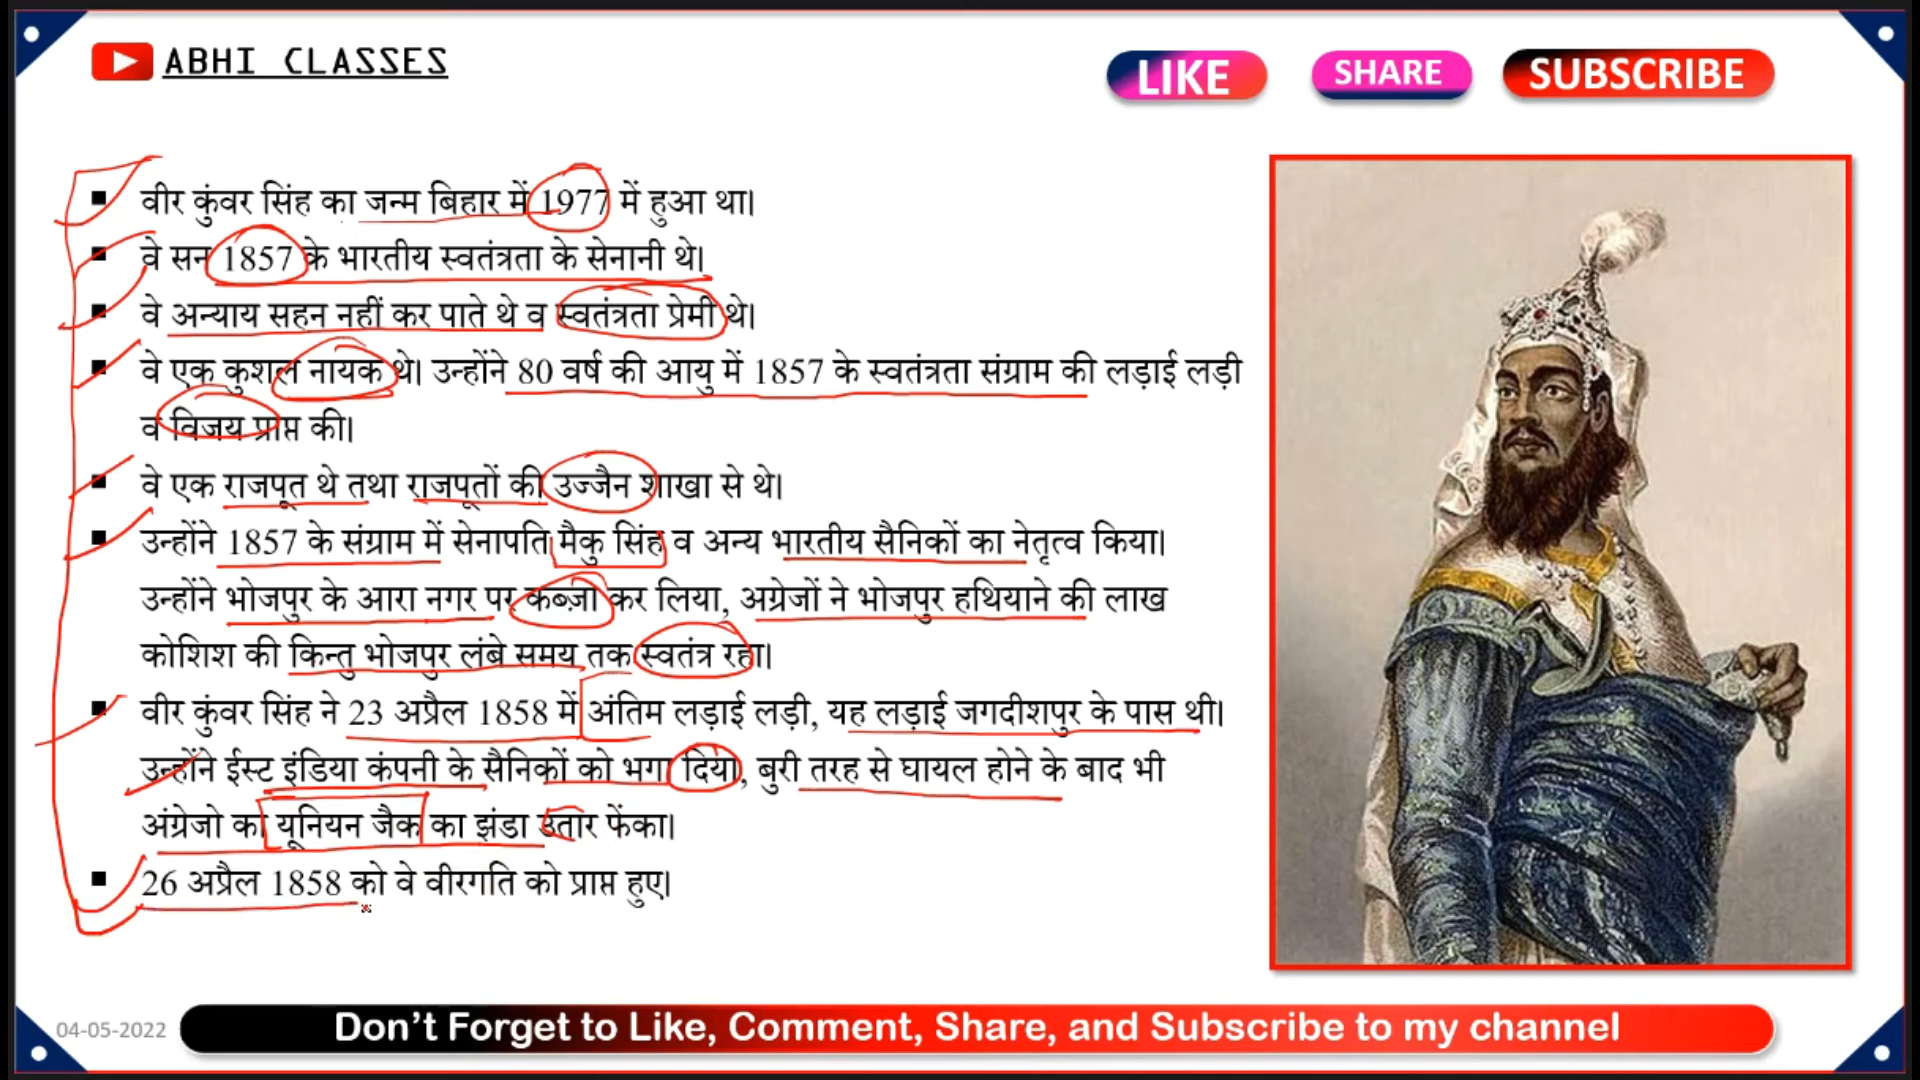 ABHI CLASSES
LIKE
SHARE
SUBSCRIBE
वीर कुंवर सिंह का जन्म बिहार में 1977 में हुआ था।
वे सन 1857 के भारतीय स्वतंत्रता के सेनानी थे।
वे अन्याय सहन नहीं कर पाते थे व स्वतंत्रता प्रेमी थे।
वे एक कुशल नायक थे। उन्होंने 80 वर्ष की आयु में 1857 के स्वतंत्रता संग्राम की लड़ाई लड़ी
व विजय प्राप्त की।
वे एक राजपूत थे तथा राजपूतों की उज्जैन शाखा से थे।
उन्होंने 1857 के संग्राम में सेनापति मैकु सिंह व अन्य भारतीय सैनिकों का नेतृत्व किया।
उन्होंने भोजपुर के आरा नगर पर कब्ज़ा कर लिया, अग्रेजों ने भोजपुर हथियाने की लाख
कोशिश की किन्तु भोजपुर लंबे समय तक स्वतंत्र रहा।
वीर कुंवर सिंह ने 23 अप्रैल 1858 में अंतिम लड़ाई लड़ी, यह लड़ाई जगदीशपुर के पास थी।
उन्होंने ईस्ट इंडिया कंपनी के सैनिकों को भगा दिया, बुरी तरह से घायल होने के बाद भी
अंग्रेजो का यूनियन जैक का झंडा उतार फेंका।
26 अप्रैल 1858 को वे वीरगति को प्राप्त हुए।
04-05-2022
Don't Forget to Like, Comment, Share, and Subscribe to my channel